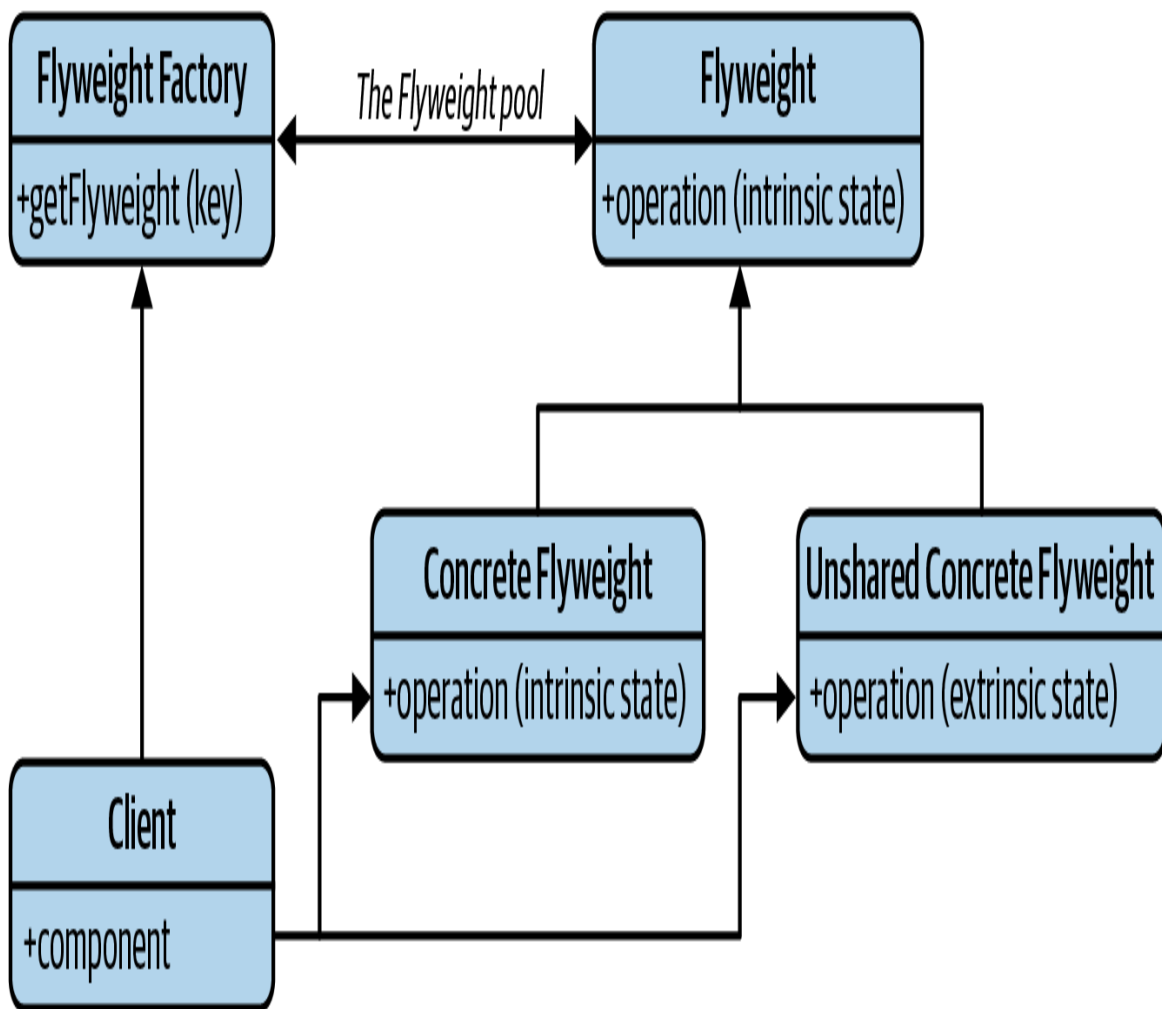 Flyweight Factory
+getFlyweight (key)
The Flyweight pool
Flyweight
+operation (intrinsic state)
Concrete Flyweight
+operation (intrinsic state)
Unshared Concrete Flyweight
+operation (extrinsic state)
Client
+component